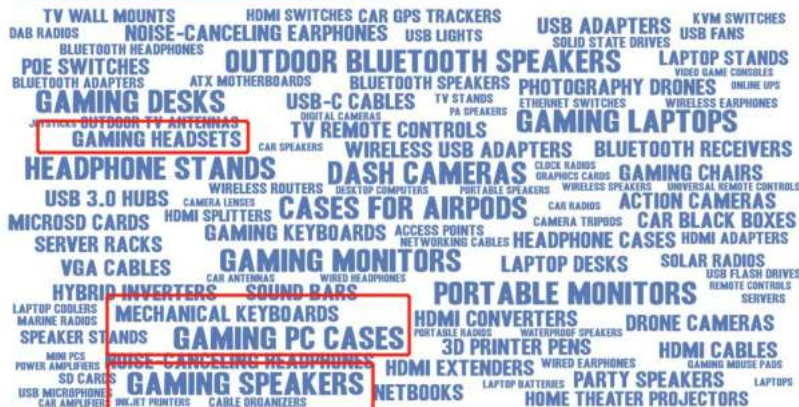 TV WALL MOUNTS HDMI SWITCHES CAR GPS TRACKERS USB ADAPTERS KVM SWITCHES
DAB RADIOS NOISE-CANCELING EARPHONES USB LIGHTS SOLID STATE DRIVES USB FANS
BLUETOOTH HEADPHONES OUTDOOR BLUETOOTH SPEAKERS LAPTOP STANDS
POE SWITCHES VIDEO GAME CONSOLES
BLUETOOTH ADAPTERS ATX MOTHERBOARDS BLUETOOTH SPEAKERS PHOTOGRAPHY DRONES ONLINE UPS
GAMING DESKS USB-C CABLES TV STANDS ETHERNET SWITCHES WIRELESS EARPHONES
DIGITAL CAMERAS PA SPEAKERS
JOYSTICKS OUTDOOR TV ANTENNAS TV REMOTE CONTROLS GAMING LAPTOPS
GAMING HEADSETS CAR SPEAKERS WIRELESS USB ADAPTERS BLUETOOTH RECEIVERS
HEADPHONE STANDS DASH CAMERAS CLOCK RADIOS GRAPHICS CARDS GAMING CHAIRS
WIRELESS ROUTERS DESKTOP COMPUTERS PORTABLE SPEAKERS WIRELESS SPEAKERS UNIVERSAL REMOTE CONTROLS
USB 3.0 HUBS CAMERA LENSES CASES FOR AIRPODS CAR RADIOS ACTION CAMERAS
MICROSD CARDS HDMI SPLITTERS CAMERA TRIPODS CAR BLACK BOXES
SERVER RACKS GAMING KEYBOARDS ACCESS POINTS NETWORKING CABLES HEADPHONE CASES HDMI ADAPTERS
VGA CABLES GAMING MONITORS LAPTOP DESKS SOLAR RADIOS
CAR ANTENNAS WIRED HEADPHONES USB FLASH DRIVES
HYBRID INVERTERS SOUND BARS PORTABLE MONITORS REMOTE CONTROLS
SERVERS
LAPTOP COOLERS MECHANICAL KEYBOARDS HDMI CONVERTERS DRONE CAMERAS
MARINE RADIOS
SPEAKER STANDS GAMING PC CASES PORTABLE RADIOS WATERPROOF SPEAKERS
3D PRINTER PENS HDMI CABLES
MINI PCS NOISE-CANCELING HEADPHONES
POWER AMPLIFIERS HDMI EXTENDERS WIRED EARPHONES GAMING MOUSE PADS
SD CARDS GAMING SPEAKERS NETBOOKS LAPTOP BATTERIES PARTY SPEAKERS LAPTOPS
USB MICROPHONES
CAR AMPLIFIERS INKJET PRINTERS CABLE ORGANIZERS HOME THEATER PROJECTORS